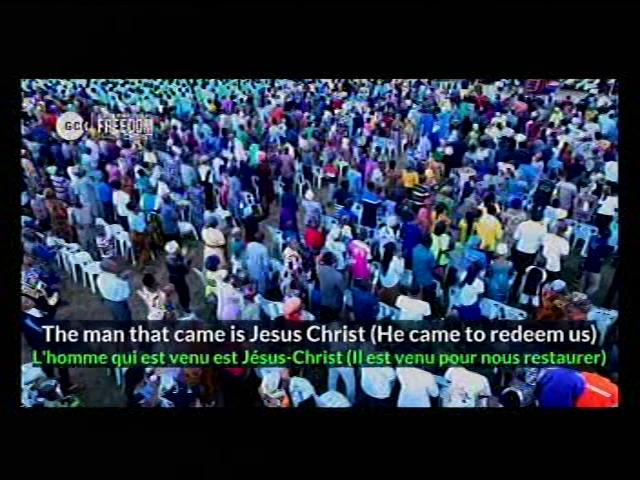 GCK
FREEDOM
The man that came is Jesus Christ (He came to redeem us)
L'homme qui est venu est Jésus-Christ (Il est venu pour nous restaurer)